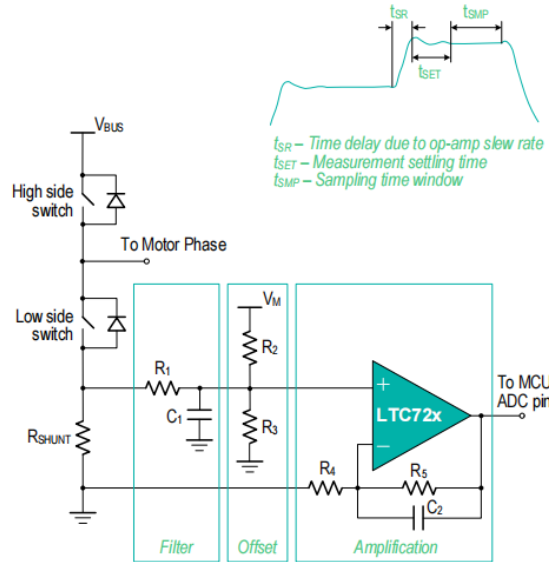 tSR
tSMP
tSET
tSR – Time delay due to op-amp slew rate
tSET – Measurement settling time
tSMP – Sampling time window
VBUS
High side
switch
To Motor Phase
Low side
switch
VM
R1
R2
C1
R3
RSHUNT
LTC72x
+
−
To MCU
ADC pin
R4
R5
C2
Filter
Offset
Amplification